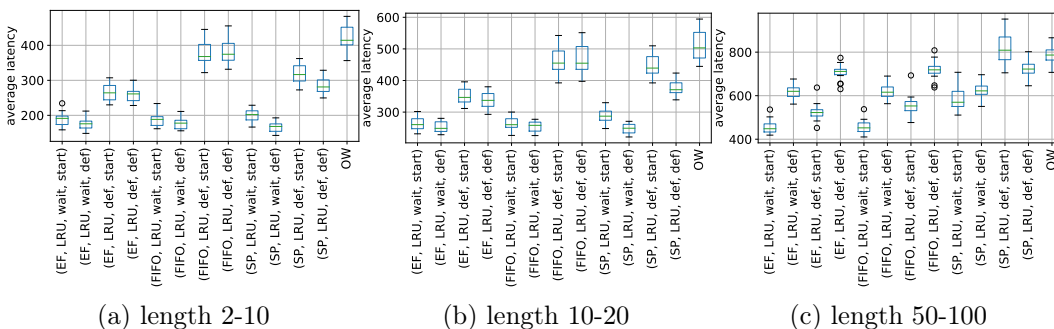 average latency
400
300
200
(EF, LRU, wait, start)
(EF, LRU, wait, def)
(EF, LRU, def, start)
(EF, LRU, def, def)
(FIFO, LRU, wait, start)
(FIFO, LRU, wait, def)
(FIFO, LRU, def, start)
(FIFO, LRU, def, def)
(SP, LRU, wait, start)
(SP, LRU, wait, def)
(SP, LRU, def, start)
(SP, LRU, def, def)
OW
(a) length 2-10
average latency
600
500
400
300
(EF, LRU, wait, start)
(EF, LRU, wait, def)
(EF, LRU, def, start)
(EF, LRU, def, def)
(FIFO, LRU, wait, start)
(FIFO, LRU, wait, def)
(FIFO, LRU, def, start)
(FIFO, LRU, def, def)
(SP, LRU, wait, start)
(SP, LRU, wait, def)
(SP, LRU, def, start)
(SP, LRU, def, def)
OW
(b) length 10-20
average latency
800
600
400
(EF, LRU, wait, start)
(EF, LRU, wait, def)
(EF, LRU, def, start)
(EF, LRU, def, def)
(FIFO, LRU, wait, start)
(FIFO, LRU, wait, def)
(FIFO, LRU, def, start)
(FIFO, LRU, def, def)
(SP, LRU, wait, start)
(SP, LRU, wait, def)
(SP, LRU, def, start)
(SP, LRU, def, def)
OW
(c) length 50-100